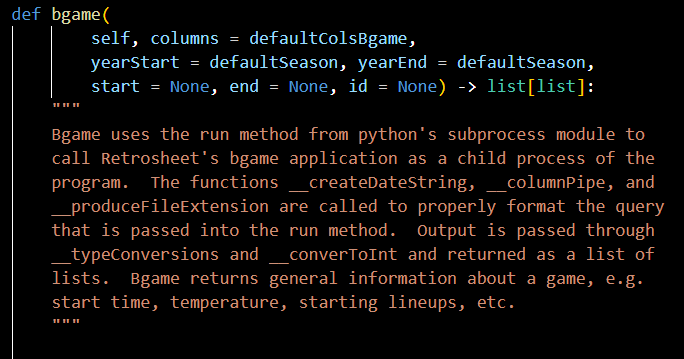 def bgame(
self, columns = defaultColsBgame,
yearStart = defaultSeason, yearEnd = defaultSeason,
start = None, end = None, id = None) -> list[list]:
"""
Bgame uses the run method from python's subprocess module to
call Retrosheet's bgame application as a child process of the
program.  The functions __createDateString, __columnPipe, and
__produceFileExtension are called to properly format the query
that is passed into the run method.  Output is passed through
__typeConversions and __converToInt and returned as a list of
lists.  Bgame returns general information about a game, e.g.
start time, temperature, starting lineups, etc.
"""